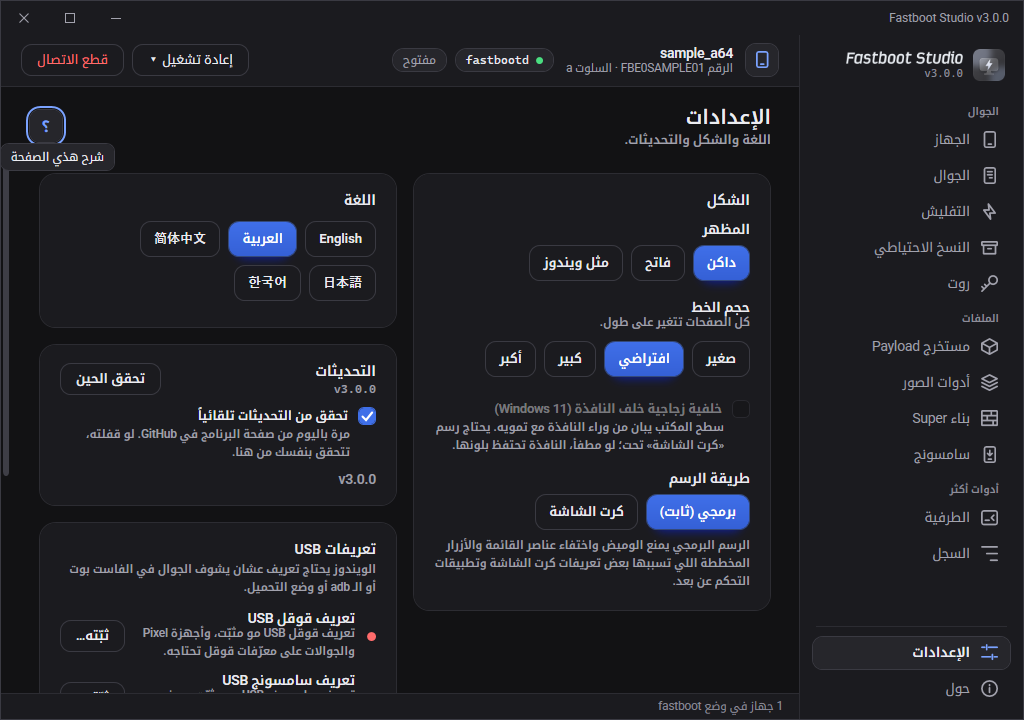 Fastboot Studio v3.0.0
Fastboot Studio
v3.0.0
الجوال
الجهاز
الجوال
التفليش
النسخ الاحتياطي
روت
الملفات
مستخرج Payload
أدوات الصور
بناء Super
سامسونج
أدوات أكثر
الطرفية
السجل
الإعدادات
حول
sample_a64
الرقم FBE0SAMPLE01 · السلوت a
fastbootd
مفتوح
إعادة تشغيل
قطع الاتصال
الإعدادات
اللغة والشكل والتحديثات.
؟
شرح هذي الصفحة
الشكل
المظهر
داكن
فاتح
مثل ويندوز
حجم الخط
كل الصفحات تتغير على طول.
صغير
افتراضي
كبير
أكبر
خلفية زجاجية خلف النافذة (Windows 11)
سطح المكتب يبان من وراء النافذة مع تمويه. يحتاج رسم
«كرت الشاشة» تحت؛ لو مطفأ، النافذة تحتفظ بلونها.
طريقة الرسم
برمجي (ثابت)
كرت الشاشة
الرسم البرمجي يمنع الوميض واختفاء عناصر القائمة والأزرار
المخططة اللي تسببها بعض تعريفات كرت الشاشة وتطبيقات
التحكم عن بعد.
اللغة
English
العربية
简体中文
日本語
한국어
التحديثات
v3.0.0
تحقق الحين
تحقق من التحديثات تلقائياً
مرة باليوم من صفحة البرنامج في GitHub. لو قفلته،
تتحقق بنفسك من هنا.
v3.0.0
تعريفات USB
الويندوز يحتاج تعريف عشان يشوف الجوال في الفاست بوت
أو الـ adb أو وضع التحميل.
تعريف قوقل USB
تعريف قوقل USB مو مثبّت، وأجهزة Pixel
والجوالات على معرّفات قوقل تحتاجه.
ثبّته...
تعريف سامسونج USB
1 جهاز في وضع fastboot